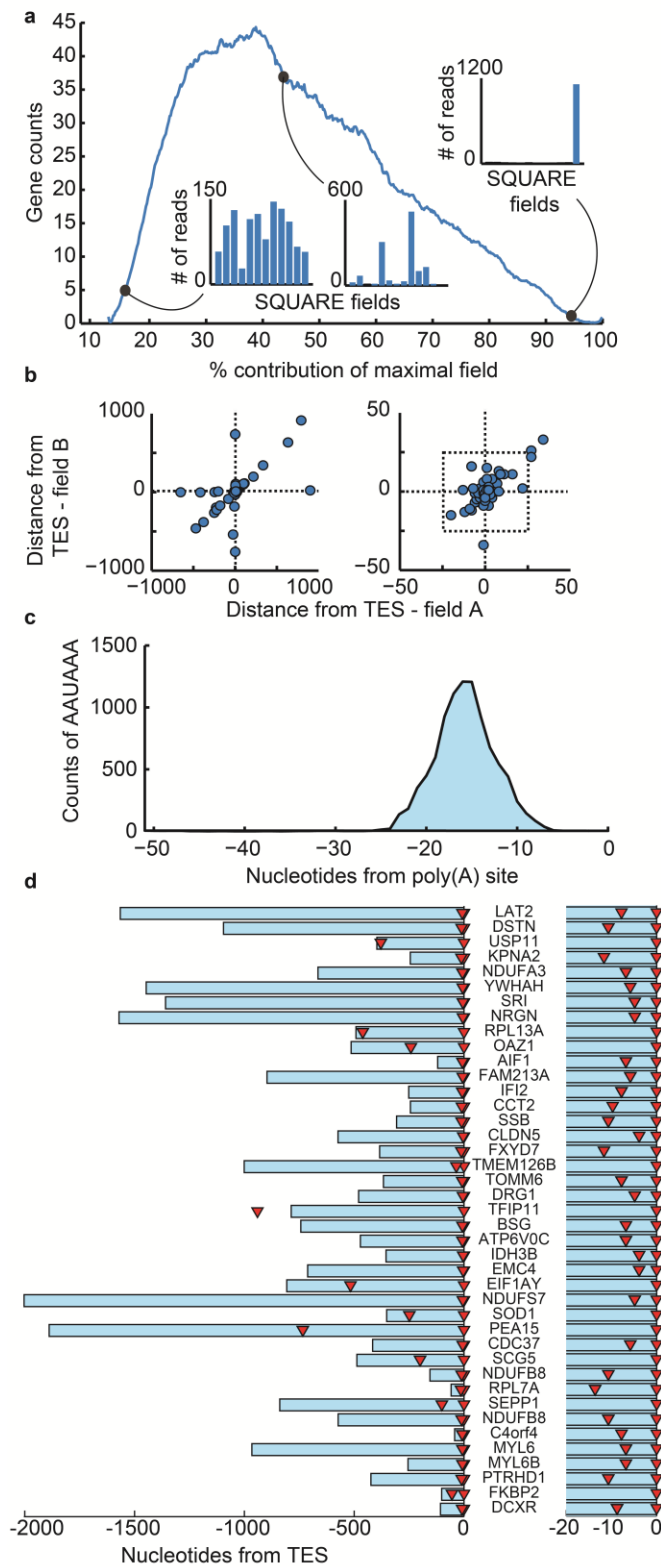 a
45
40
35
30
25
20
15
10
5
0
Gene counts
10 20 30 40 50 60 70 80 90 100
% contribution of maximal field
150
0
# of reads
600
0
SQUARE fields
1200
0
# of reads
SQUARE
fields
b
1000
0
−1000
Distance from
TES - field B
−1000 0 1000
50
0
−50
−50 0 50
Distance from TES - field A
c
1500
1000
500
0
Counts of AAUAAA
−50 −40 −30 −20 −10 0
Nucleotides from poly(A) site
d
LAT2
DSTN
USP11
KPNA2
NDUFA3
YWHAH
SRI
NRGN
RPL13A
OAZ1
AIF1
FAM213A
IFI2
CCT2
SSB
CLDN5
FXYD7
TMEM126B
TOMM6
DRG1
TFIP11
BSG
ATP6V0C
IDH3B
EMC4
EIF1AY
NDUFS7
SOD1
PEA15
CDC37
SCG5
NDUFB8
RPL7A
SEPP1
NDUFB8
C4orf4
MYL6
MYL6B
PTRHD1
FKBP2
DCXR
-2000 -1500 -1000 -500 0
-20 -10 0
Nucleotides from TES